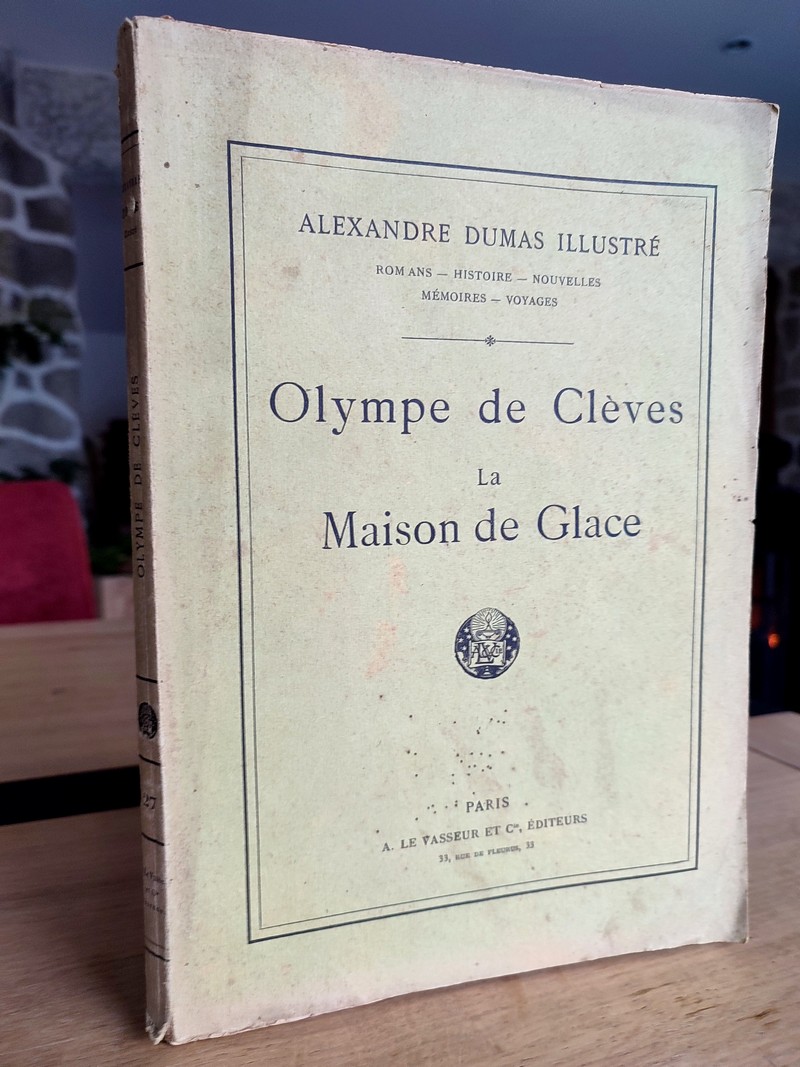 ALEXANDRE DUMAS ILLUSTRÉ
ROMANS — HISTOIRE — NOUVELLES
MÉMOIRES — VOYAGES
Olympe de Clèves
La
Maison de Glace
PARIS
A. LE VASSEUR ET Cie, ÉDITEURS
33, RUE DE FLEURUS, 33
OLYMPE DE CLÈVES
27